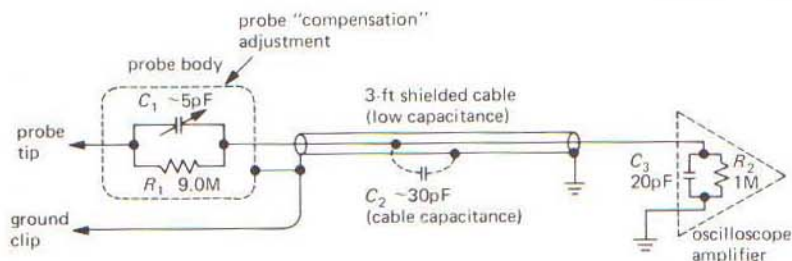 probe "compensation"
adjustment
probe body
C₁ ~5pF
3-ft shielded cable
(low capacitance)
probe
tip
R₁ 9.0M
C₂ ~30pF
(cable capacitance)
C₃
20pF
R₂
1M
ground
clip
oscilloscope
amplifier